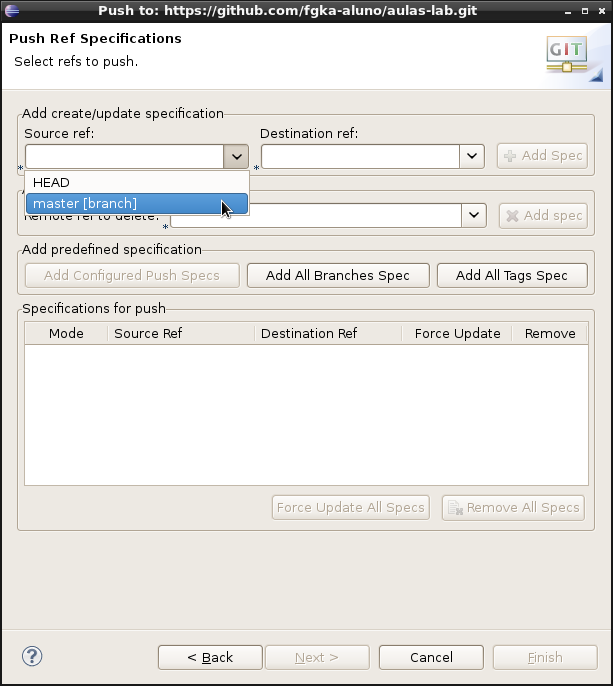 Push to: https://github.com/fgka-aluno/aulas-lab.git
Push Ref Specifications
Select refs to push.
GIT
Add create/update specification
Source ref: Destination ref:
* * Add Spec
HEAD
master [branch]
Remote ref to delete: * Add spec
Add predefined specification
Add Configured Push Specs Add All Branches Spec Add All Tags Spec
Specifications for push
Mode Source Ref Destination Ref Force Update Remove
Force Update All Specs Remove All Specs
? < Back Next > Cancel Finish